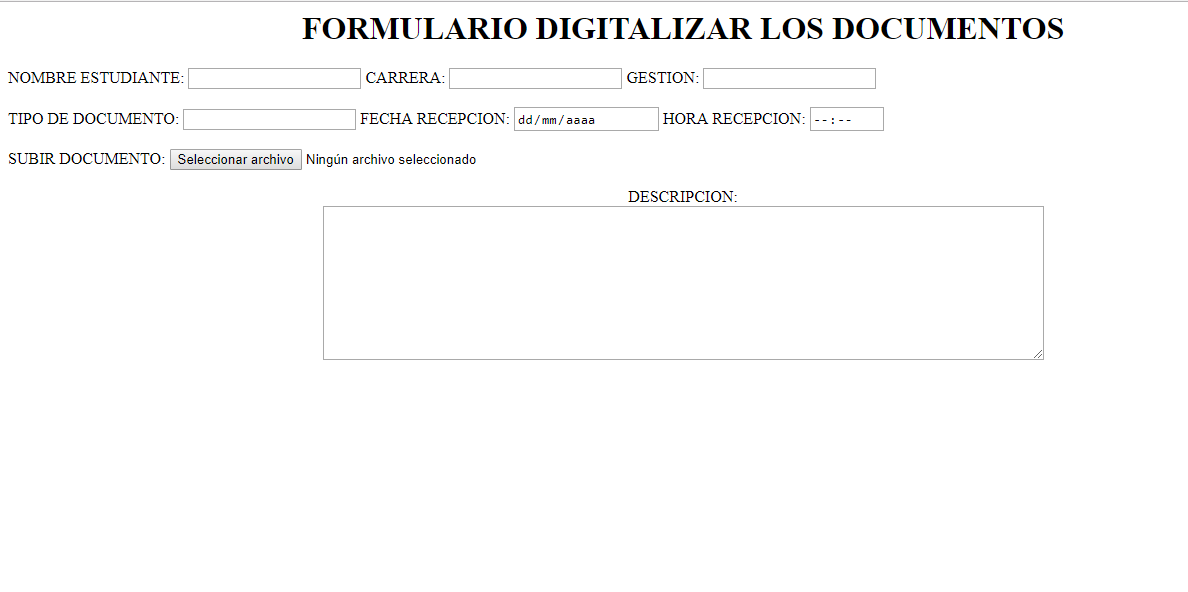 FORMULARIO DIGITALIZAR LOS DOCUMENTOS
NOMBRE ESTUDIANTE: CARRERA: GESTION:
TIPO DE DOCUMENTO: FECHA RECEPCION: dd/mm/aaaa HORA RECEPCION: --:--
SUBIR DOCUMENTO: Seleccionar archivo Ningún archivo seleccionado
DESCRIPCION: